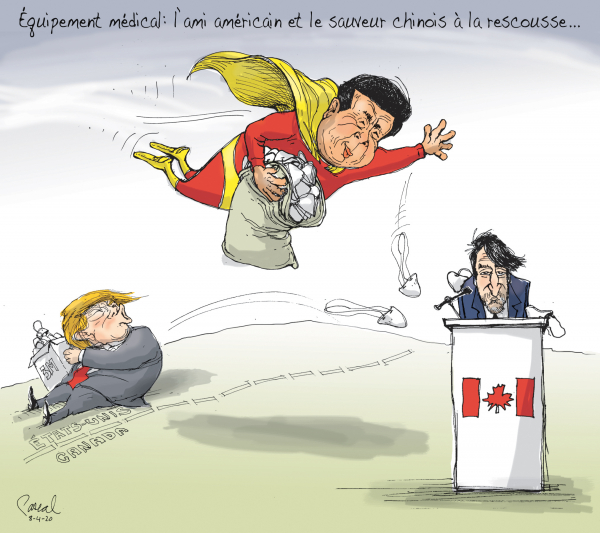 Équipement médical: l'ami américain et le sauveur chinois à la rescousse...
ÉTATS-UNIS
CANADA
Pascal
8-4-20